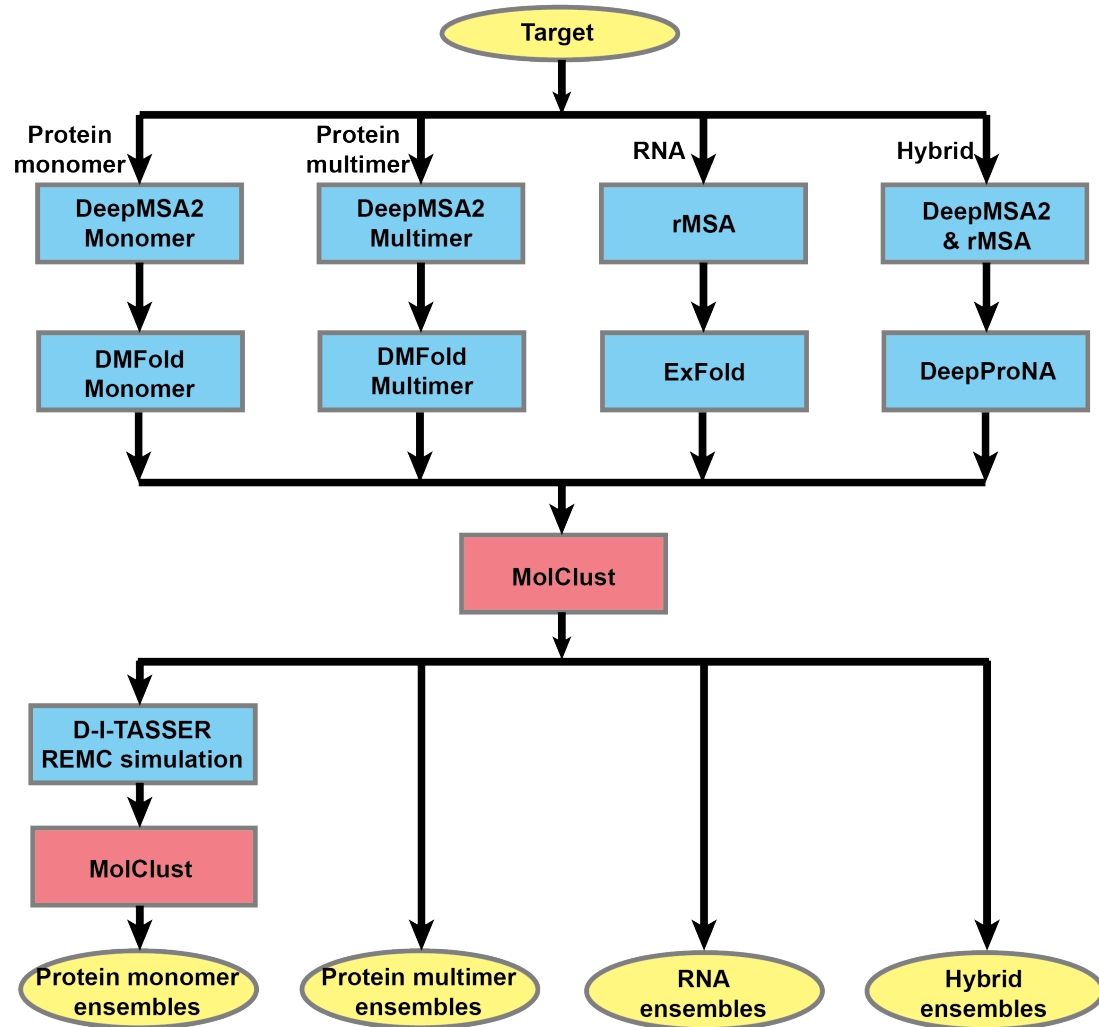 Target
Protein
monomer
Protein
multimer
RNA
Hybrid
DeepMSA2
Monomer
DeepMSA2
Multimer
rMSA
DeepMSA2
& rMSA
DMFold
Monomer
DMFold
Multimer
ExFold
DeepProNA
MolClust
D-I-TASSER
REMC simulation
MolClust
Protein monomer
ensembles
Protein multimer
ensembles
RNA
ensembles
Hybrid
ensembles